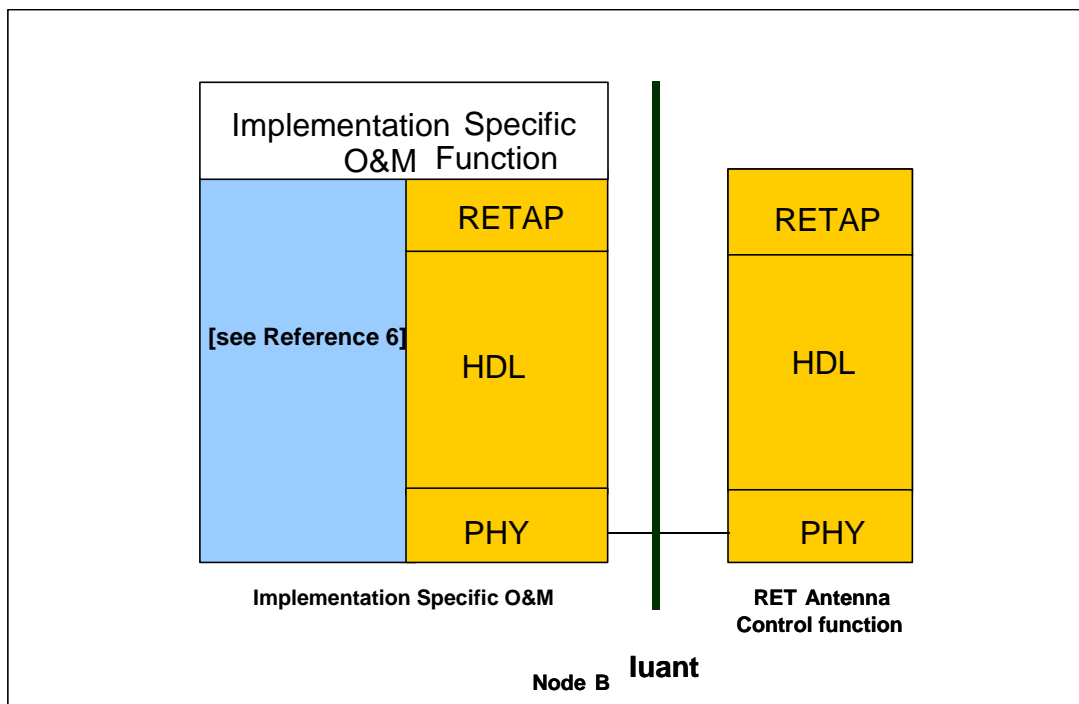 Implementation Specific
O&M Function
RETAP
[see Reference 6]
HDL
PHY
Implementation Specific O&M
RETAP
HDL
PHY
RET Antenna
Control function
Iuant
Node B